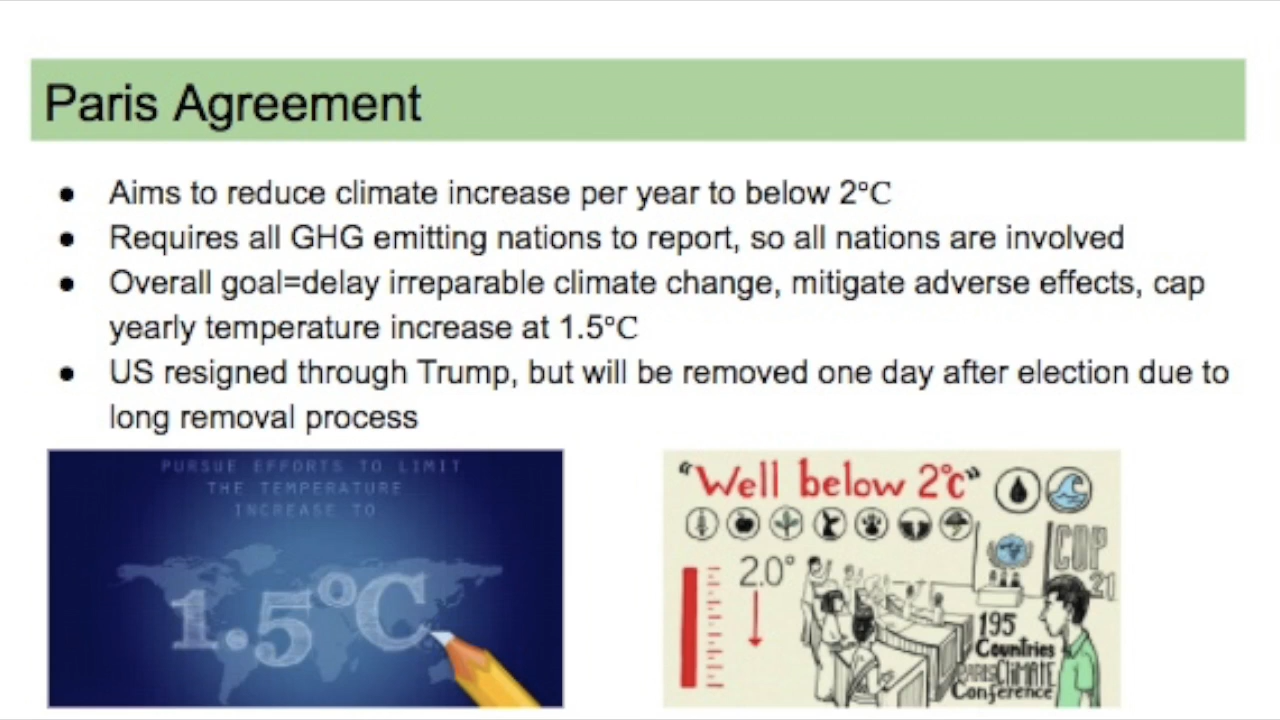 Paris Agreement
● Aims to reduce climate increase per year to below 2°C
● Requires all GHG emitting nations to report, so all nations are involved
● Overall goal=delay irreparable climate change, mitigate adverse effects, cap
yearly temperature increase at 1.5°C
● US resigned through Trump, but will be removed one day after election due to
long removal process
PURSUE EFFORTS TO LIMIT
THE TEMPERATURE
INCREASE TO
1.5°C
"Well below 2°C"
2.0°
COP
21
195
Countries
PARIS CLIMATE
Conference